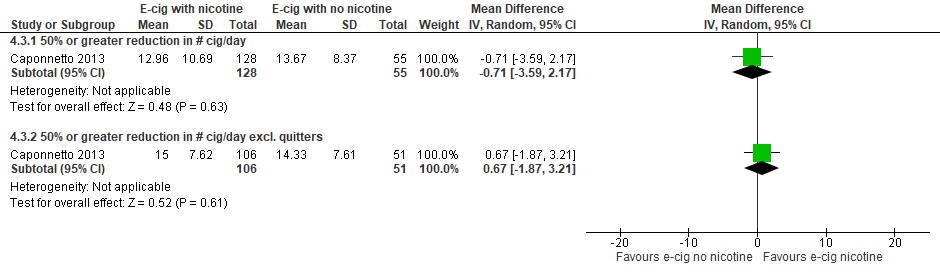 E-cig with nicotine E-cig with no nicotine Mean Difference Mean Difference
Study or Subgroup Mean SD Total Mean SD Total Weight IV, Random, 95% CI IV, Random, 95% CI
4.3.1 50% or greater reduction in # cig/day
Caponnetto 2013 12.96 10.69 128 13.67 8.37 55 100.0% -0.71 [-3.59, 2.17]
Subtotal (95% CI) 128 55 100.0% -0.71 [-3.59, 2.17]
Heterogeneity: Not applicable
Test for overall effect: Z = 0.48 (P = 0.63)
4.3.2 50% or greater reduction in # cig/day excl. quitters
Caponnetto 2013 15 7.62 106 14.33 7.61 51 100.0% 0.67 [-1.87, 3.21]
Subtotal (95% CI) 106 51 100.0% 0.67 [-1.87, 3.21]
Heterogeneity: Not applicable
Test for overall effect: Z = 0.52 (P = 0.61)
-20 -10 0 10 20
Favours e-cig no nicotine Favours e-cig nicotine